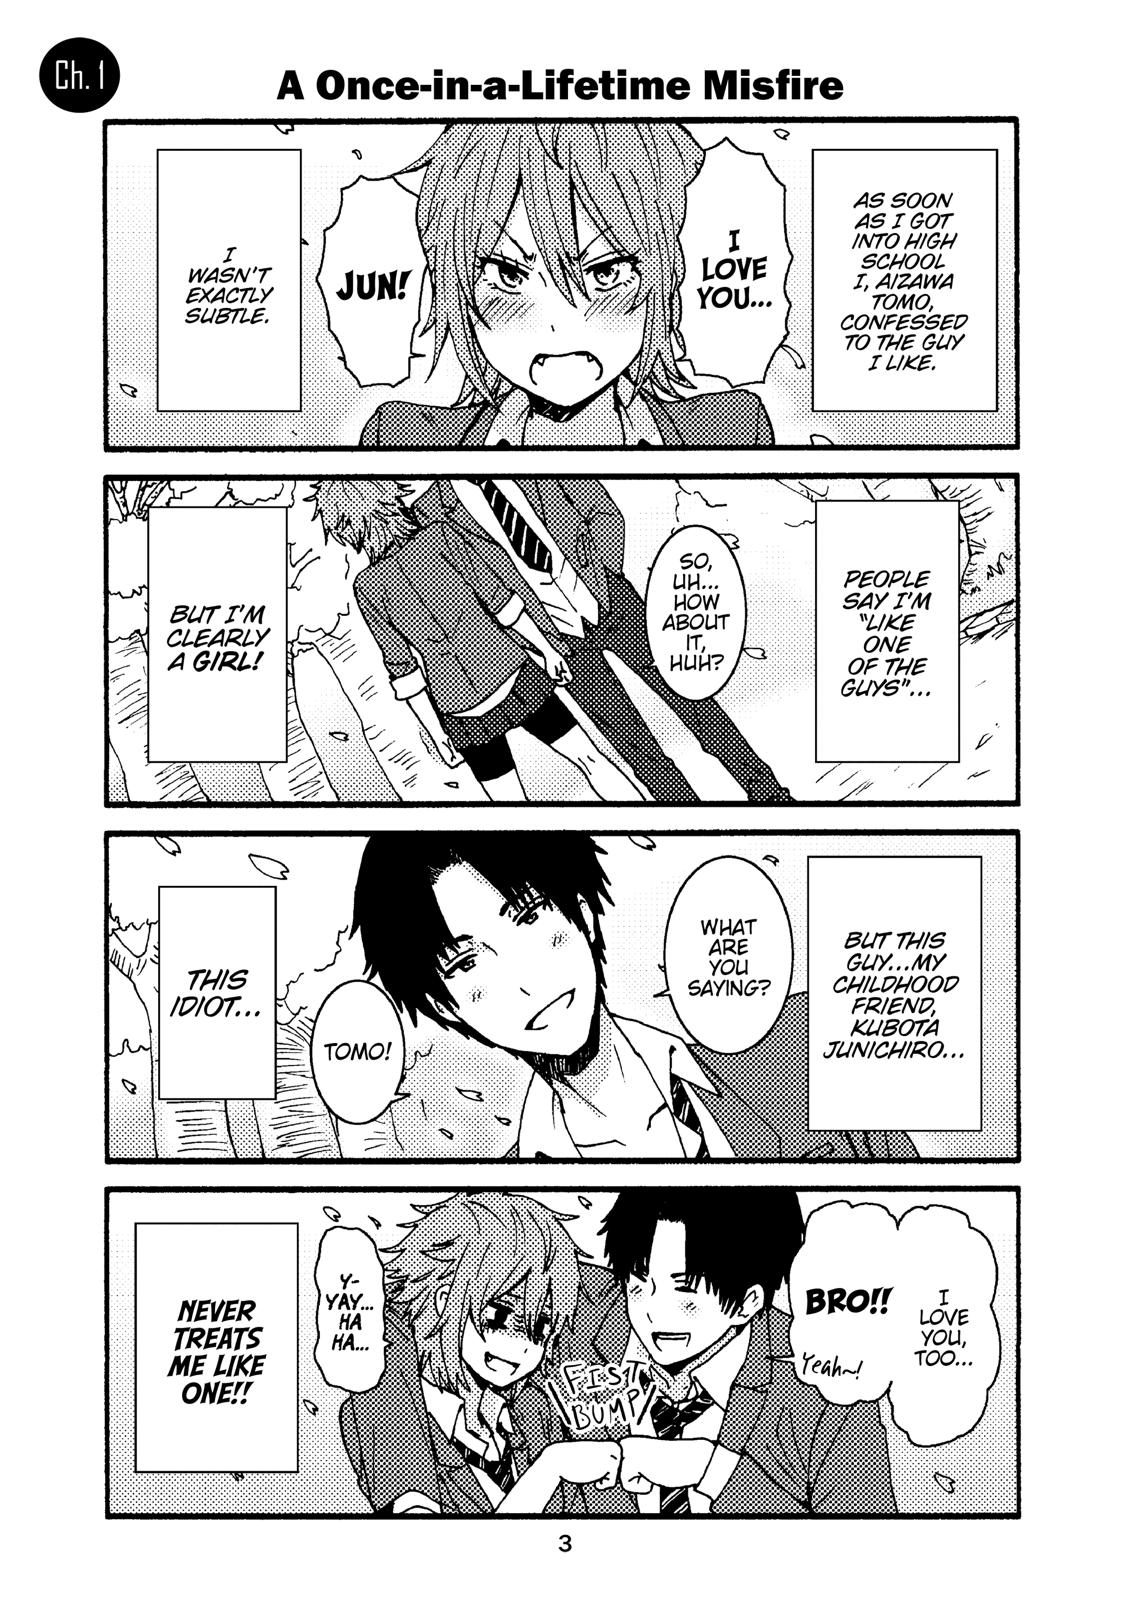 Ch. 1
A Once-in-a-Lifetime Misfire
AS SOON
AS I GOT
INTO HIGH
SCHOOL
I, AIZAWA
TOMO,
CONFESSED
TO THE GUY
I LIKE.
I
LOVE
YOU...
JUN!
I
WASN'T
EXACTLY
SUBTLE.
PEOPLE
SAY I'M
"LIKE
ONE
OF THE
GUYS"...
SO,
UH...
HOW
ABOUT
IT,
HUH?
BUT I'M
CLEARLY
A GIRL!
BUT THIS
GUY...MY
CHILDHOOD
FRIEND,
KUBOTA
JUNICHIRO...
WHAT
ARE
YOU
SAYING?
TOMO!
THIS
IDIOT...
I
LOVE
YOU,
TOO...
BRO!!
Yeah~!
FIST
BUMP
Y-
YAY...
HA
HA...
NEVER
TREATS
ME LIKE
ONE!!
3